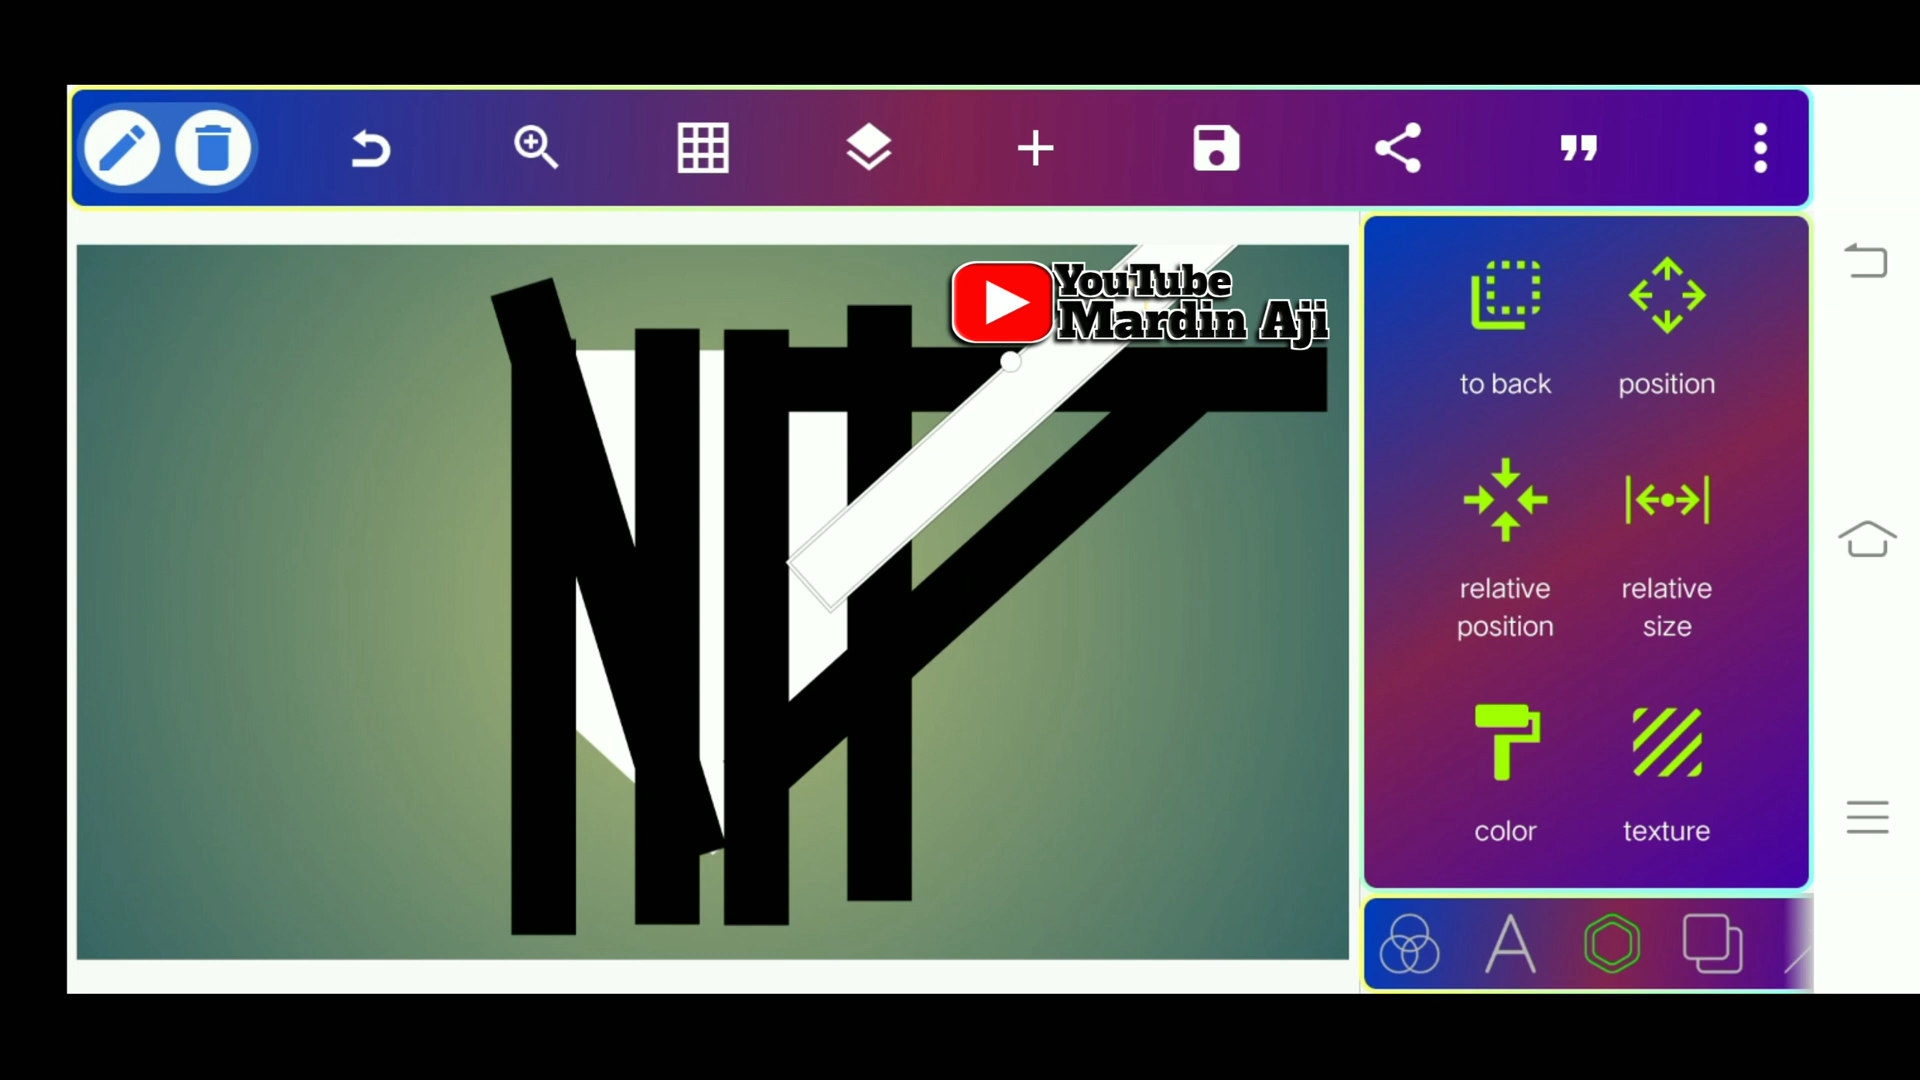 YouTube
Mardin Aji
to back
position
relative
position
relative
size
color
texture